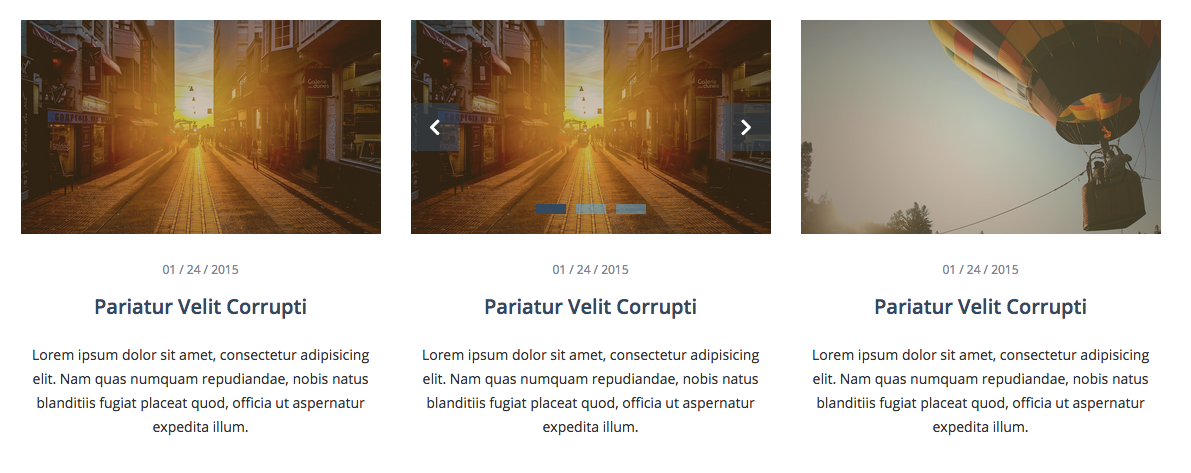 01 / 24 / 2015
Pariatur Velit Corrupti
Lorem ipsum dolor sit amet, consectetur adipisicing
elit. Nam quas numquam repudiandae, nobis natus
blanditiis fugiat placeat quod, officia ut aspernatur
expedita illum.
01 / 24 / 2015
Pariatur Velit Corrupti
Lorem ipsum dolor sit amet, consectetur adipisicing
elit. Nam quas numquam repudiandae, nobis natus
blanditiis fugiat placeat quod, officia ut aspernatur
expedita illum.
01 / 24 / 2015
Pariatur Velit Corrupti
Lorem ipsum dolor sit amet, consectetur adipisicing
elit. Nam quas numquam repudiandae, nobis natus
blanditiis fugiat placeat quod, officia ut aspernatur
expedita illum.